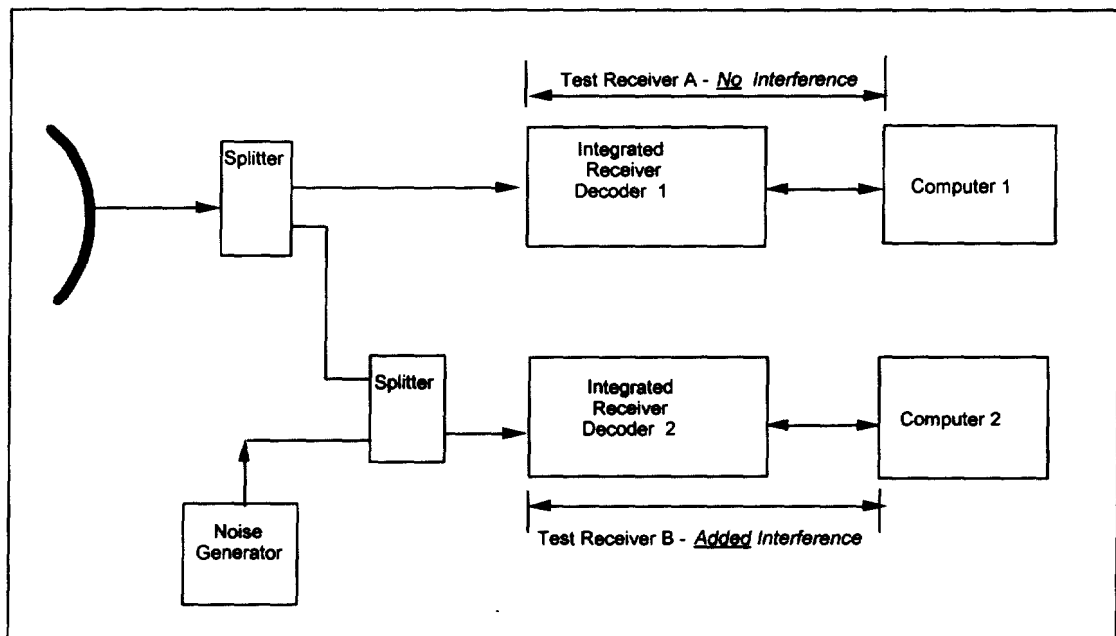 Test Receiver A - No Interference
Splitter
Integrated
Receiver
Decoder 1
Computer 1
Splitter
Integrated
Receiver
Decoder 2
Computer 2
Noise
Generator
Test Receiver B - Added Interference